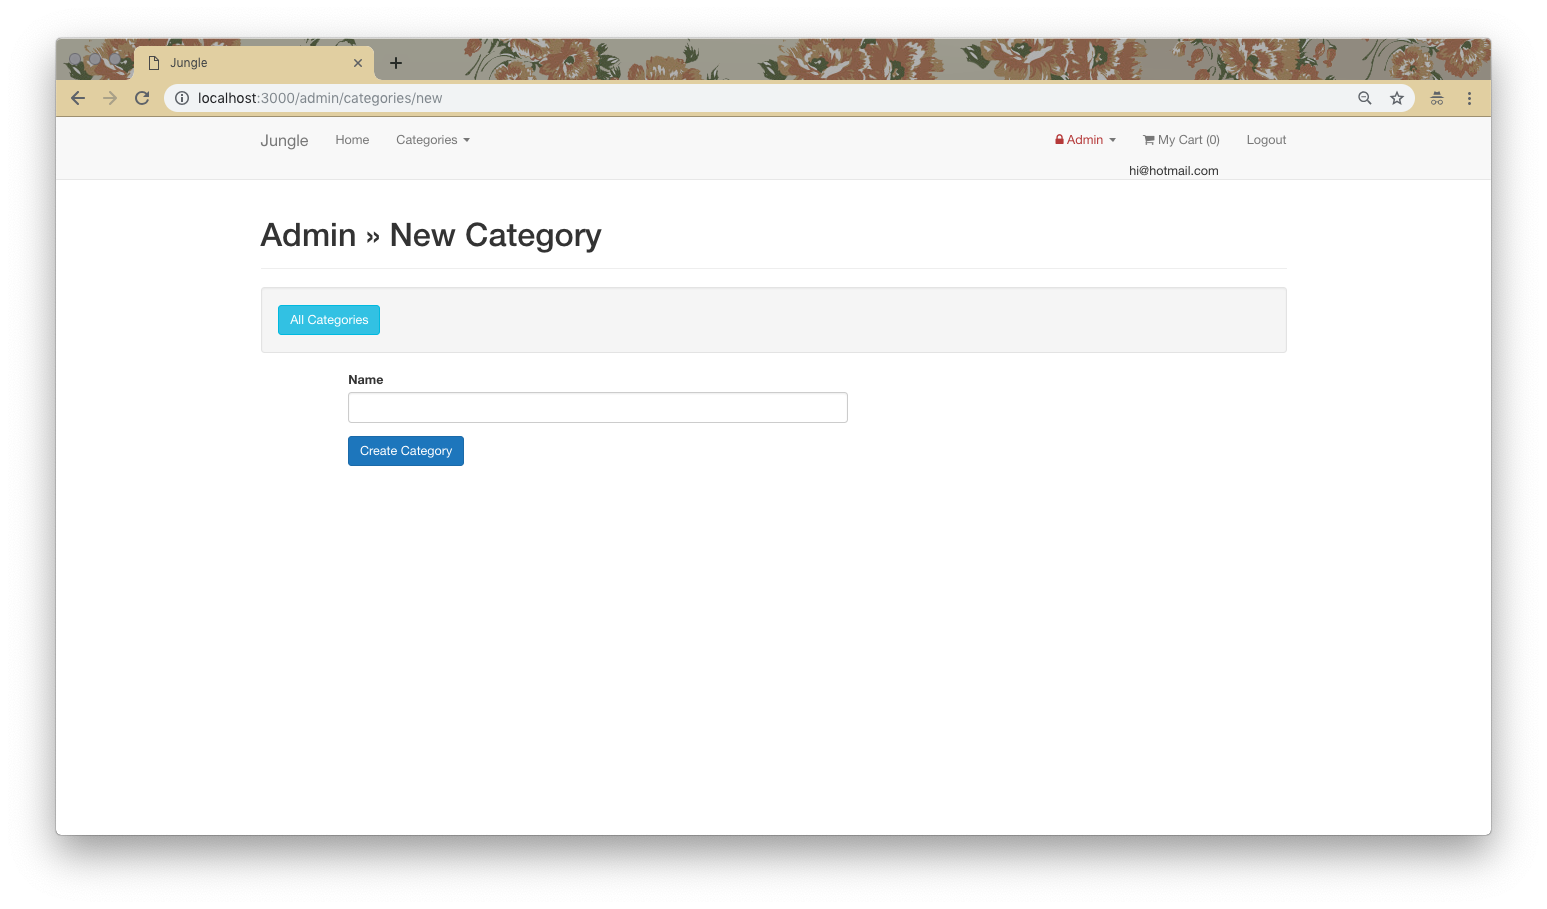 Jungle
localhost:3000/admin/categories/new
Jungle Home Categories Admin My Cart (0) Logout
hi@hotmail.com
Admin » New Category
All Categories
Name
Create Category